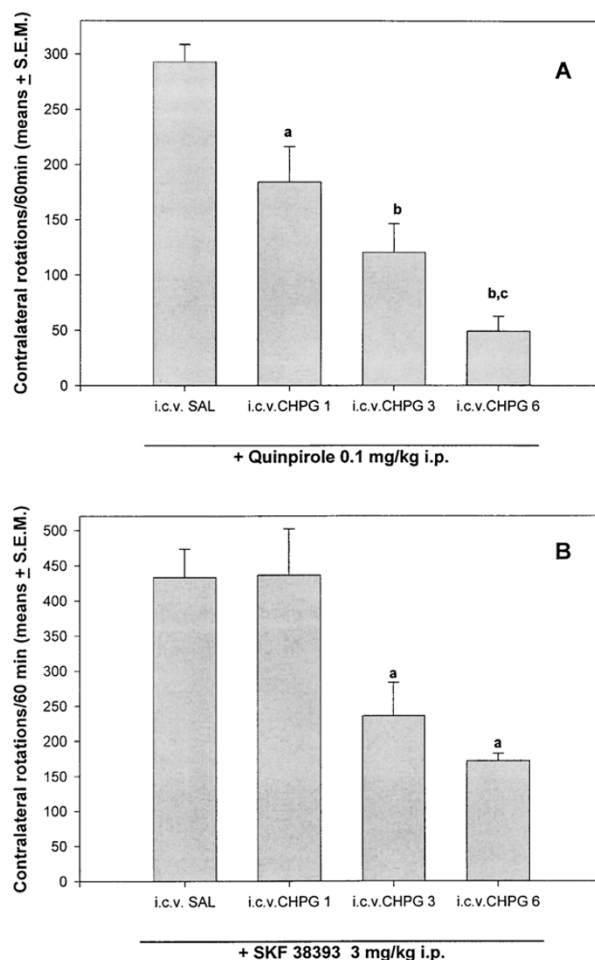 A
Contralateral rotations/60min (means ± S.E.M.)
300
250
200
150
100
50
0
a
b
b,c
i.c.v. SAL i.c.v.CHPG 1 i.c.v.CHPG 3 i.c.v.CHPG 6
+ Quinpirole 0.1 mg/kg i.p.
B
Contralateral rotations/60 min (means ± S.E.M.)
500
450
400
350
300
250
200
150
100
50
0
a
a
i.c.v. SAL i.c.v.CHPG 1 i.c.v.CHPG 3 i.c.v.CHPG 6
+ SKF 38393 3 mg/kg i.p.